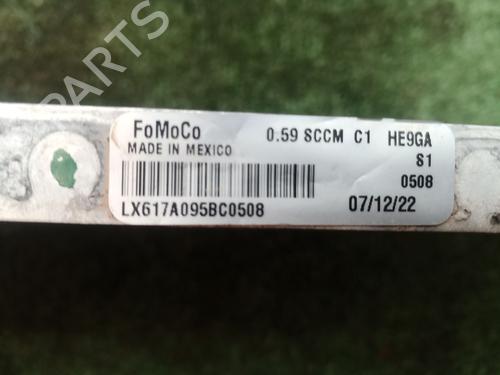 B PARTS
FoMoCo 0.59 SCCM C1 HE9GA
MADE IN MEXICO S1
0508
LX617A095BC0508 07/12/22